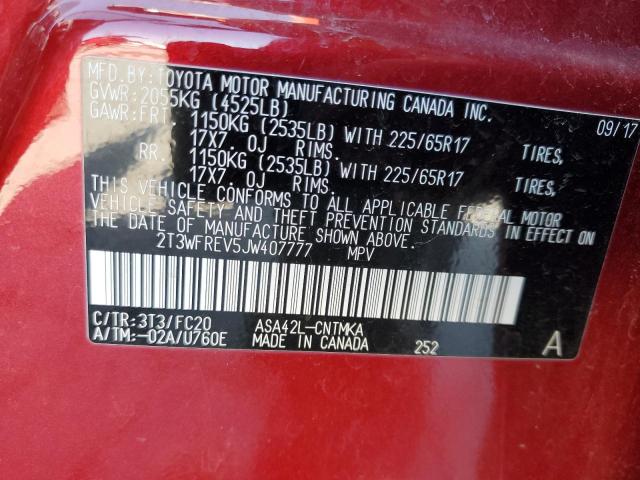 MFD.BY:TOYOTA MOTOR MANUFACTURING CANADA INC.
GVWR:2055KG (4525LB) 09/17
GAWR:FRT. 1150KG (2535LB) WITH 225/65R17 TIRES,
17X7.0J RIMS.
RR. 1150KG (2535LB) WITH 225/65R17 TIRES,
17X7.0J RIMS.
THIS VEHICLE CONFORMS TO ALL APPLICABLE FEDERAL MOTOR
VEHICLE SAFETY AND THEFT PREVENTION STANDARDS IN EFFECT
ON THE DATE OF MANUFACTURE SHOWN ABOVE.
2T3WFREV5JW407777 MPV
C/TR:3T3/FC20 ASA42L-CNTMKA
A/TM:-02A/U760E MADE IN CANADA 252 A